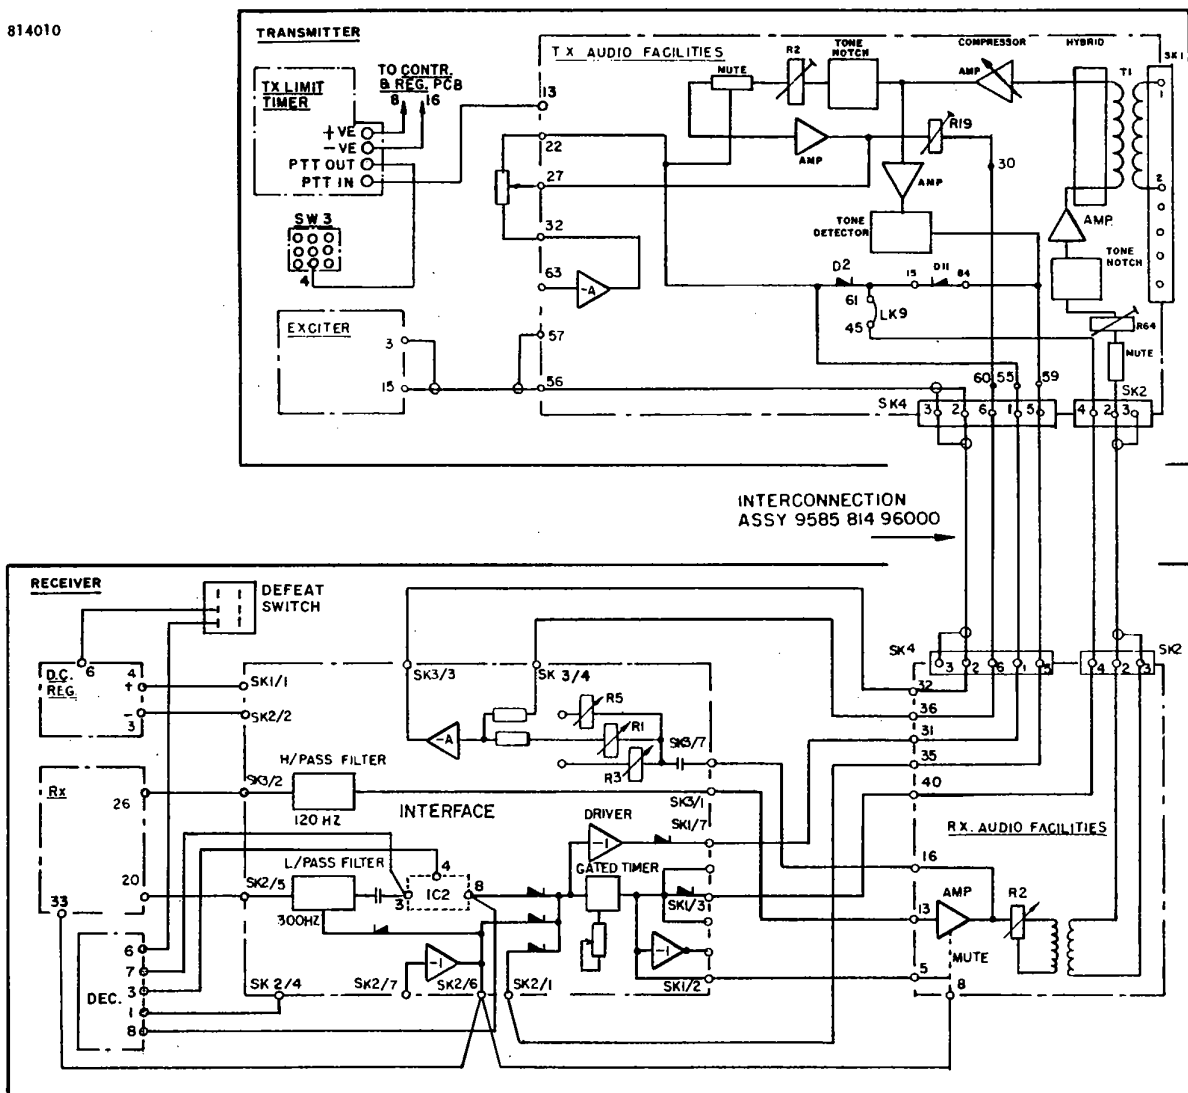 814010
TRANSMITTER
TX LIMIT
TIMER
TO CONTR.
& REG. PCB
8 16
+ VE
- VE
PTT OUT
PTT IN
SW 3
4
EXCITER
3
15
TX AUDIO FACILITIES
13
22
27
32
63
57
56
MUTE
R2
TONE
NOTCH
COMPRESSOR
AMP
HYBRID
T1
SK1
1
2
AMP
R19
30
AMP
TONE
DETECTOR
AMP.
TONE
NOTCH
D2
15
D11
84
61
LK9
45
R64
MUTE
60 55 59
SK4
3 2 6 1 5
SK2
4 2 3
INTERCONNECTION
ASSY 9585 814 96000
RECEIVER
DEFEAT
SWITCH
6
D.C.
REG.
4
+
-
3
SK1/1
SK2/2
SK3/3
SK 3/4
R5
R1
R3
-A
-A
SK3/7
SK4
3 2 6 1 5
SK2
4 2 3
32
36
31
35
40
Rx
26
SK3/2
H/PASS FILTER
120 HZ
INTERFACE
SK3/1
DRIVER
-1
SK1/7
RX. AUDIO FACILITIES
L/PASS FILTER
4
20
SK2/5
300HZ
3
IC2
8
GATED TIMER
SK1/3
16
13
AMP
R2
MUTE
33
6
7
3
1
8
DEC.
SK 2/4
SK2/7
-1
SK2/6
SK2/1
-1
SK1/2
5
8